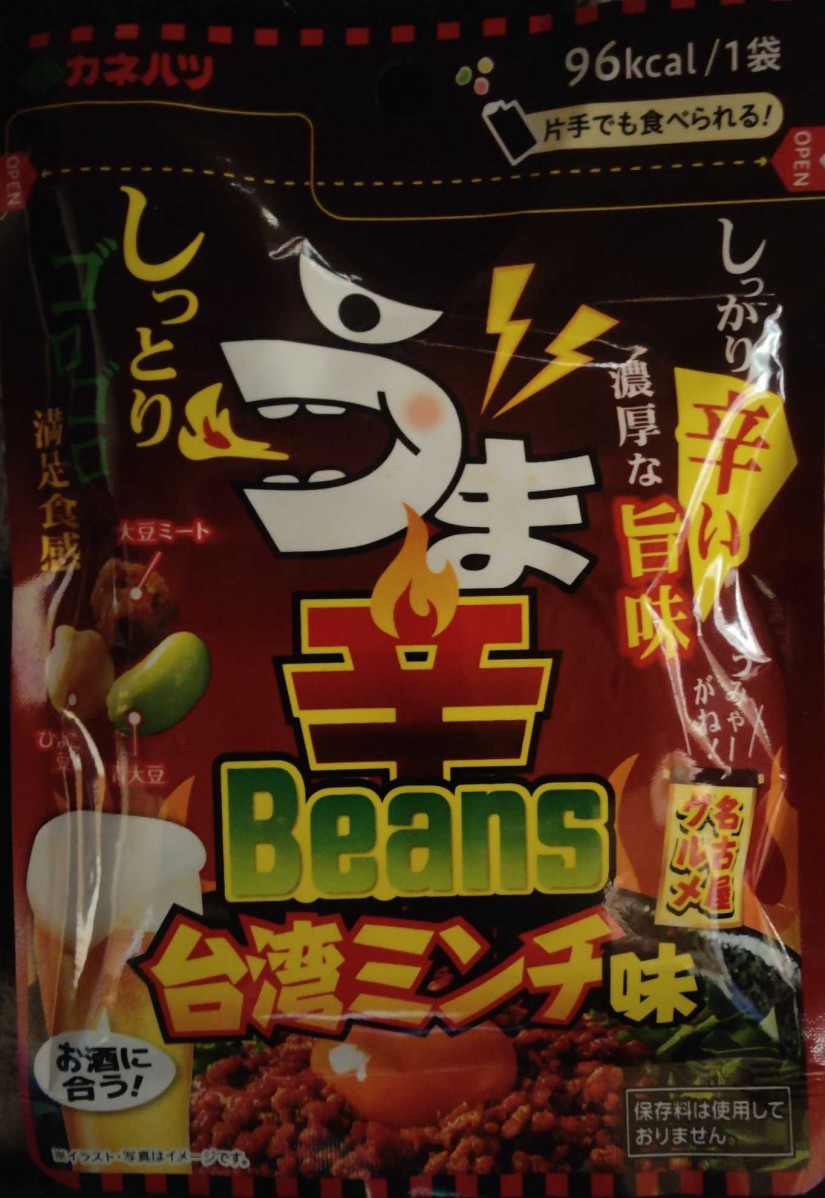 カネハツ
96kcal/1袋
片手でも食べられる!
OPEN
OPEN
しっとり
ゴロゴロ
満足食感
しっかり
辛い
濃厚な
旨味
うま
辛
Beans
大豆ミート
ひよこ
豆
青大豆
うみゃー
がね!
名古屋
グルメ
台湾ミンチ味
お酒に
合う!
保存料は使用して
おりません。
※イラスト・写真はイメージです。